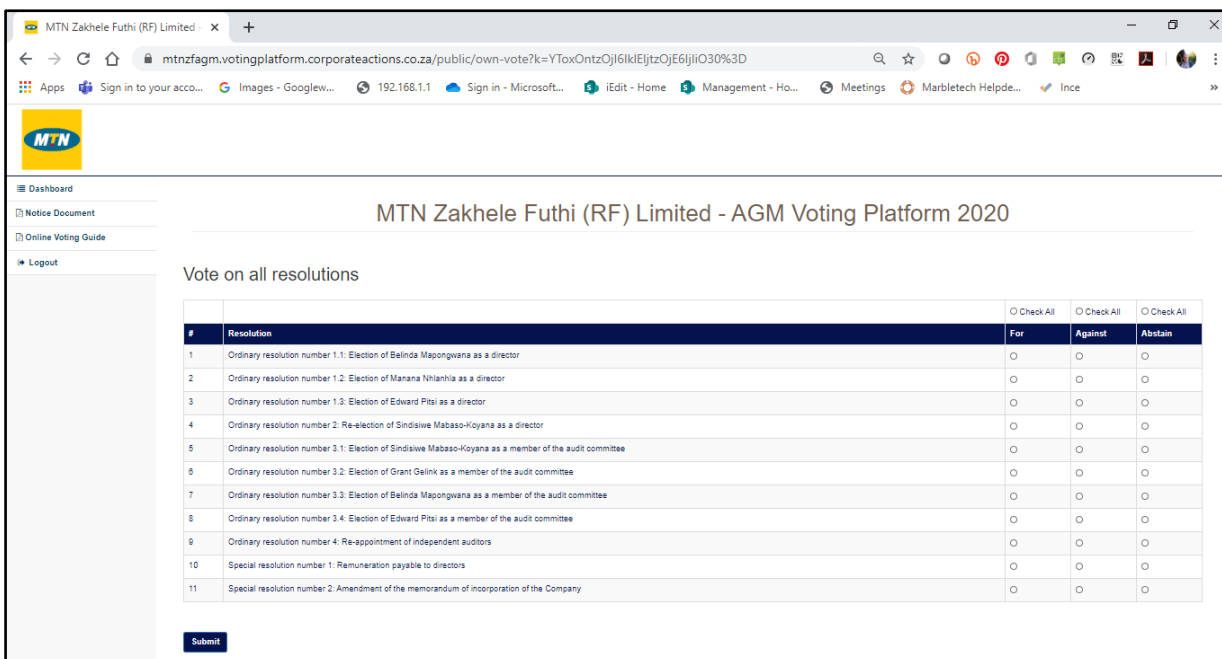 MTN Zakhele Futhi (RF) Limited -
mtnzfagm.votingplatform.corporateactions.co.za/public/own-vote?k=YToxOntzOjI6IklEIjtzOjE6IjIiO30%3D
Apps Sign in to your acco... Images - Googlew... 192.168.1.1 Sign in - Microsoft... iEdit - Home Management - Ho... Meetings Marbletech Helpde... Ince
MTN
Dashboard
Notice Document
Online Voting Guide
Logout
MTN Zakhele Futhi (RF) Limited - AGM Voting Platform 2020
Vote on all resolutions
Check All Check All Check All
# Resolution For Against Abstain
1 Ordinary resolution number 1.1: Election of Belinda Mapongwana as a director
2 Ordinary resolution number 1.2: Election of Manana Nhlanhla as a director
3 Ordinary resolution number 1.3: Election of Edward Pitsi as a director
4 Ordinary resolution number 2: Re-election of Sindisiwe Mabaso-Koyana as a director
5 Ordinary resolution number 3.1: Election of Sindisiwe Mabaso-Koyana as a member of the audit committee
6 Ordinary resolution number 3.2: Election of Grant Gelink as a member of the audit committee
7 Ordinary resolution number 3.3: Election of Belinda Mapongwana as a member of the audit committee
8 Ordinary resolution number 3.4: Election of Edward Pitsi as a member of the audit committee
9 Ordinary resolution number 4: Re-appointment of independent auditors
10 Special resolution number 1: Remuneration payable to directors
11 Special resolution number 2: Amendment of the memorandum of incorporation of the Company
Submit